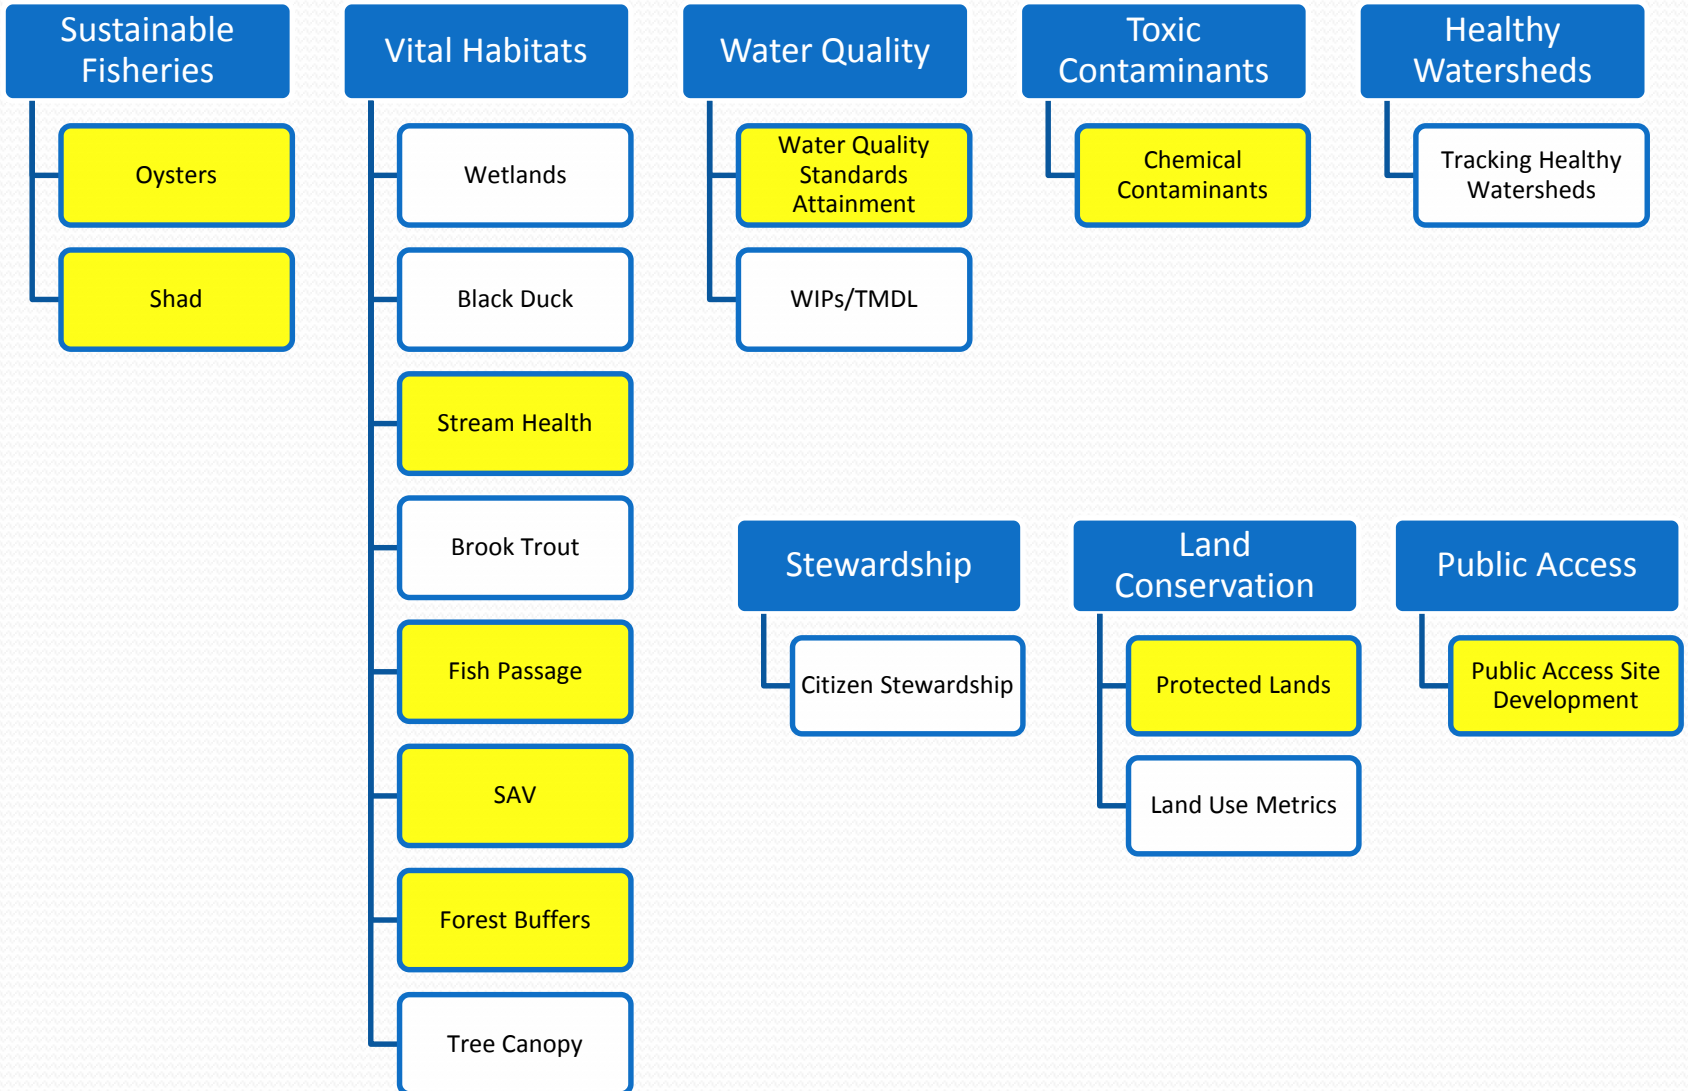 Sustainable
Fisheries
Oysters
Shad
Vital Habitats
Wetlands
Black Duck
Stream Health
Brook Trout
Fish Passage
SAV
Forest Buffers
Tree Canopy
Water Quality
Water Quality
Standards
Attainment
WIPs/TMDL
Toxic
Contaminants
Chemical
Contaminants
Healthy
Watersheds
Tracking Healthy
Watersheds
Stewardship
Citizen Stewardship
Land
Conservation
Protected Lands
Land Use Metrics
Public Access
Public Access Site
Development